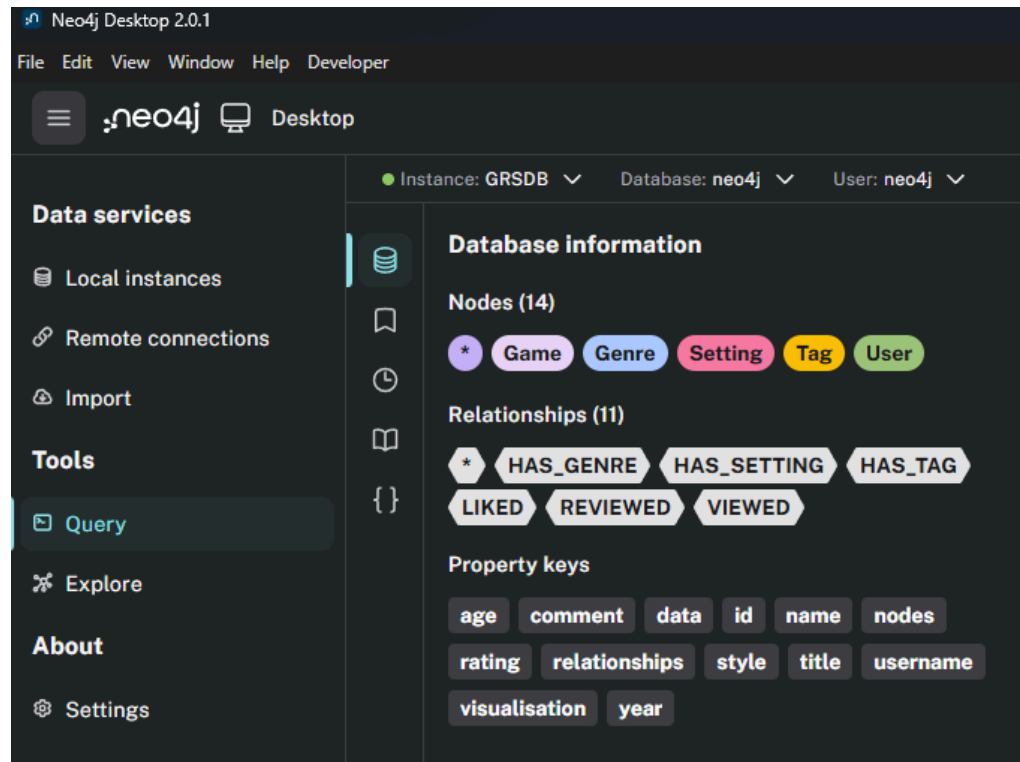 Neo4j Desktop 2.0.1
File Edit View Window Help Developer
:neo4j Desktop
Instance: GRSDB Database: neo4j User: neo4j
Data services
Local instances
Remote connections
Import
Tools
Query
Explore
About
Settings
Database information
Nodes (14)
* Game Genre Setting Tag User
Relationships (11)
* HAS_GENRE HAS_SETTING HAS_TAG
LIKED REVIEWED VIEWED
Property keys
age comment data id name nodes
rating relationships style title username
visualisation year